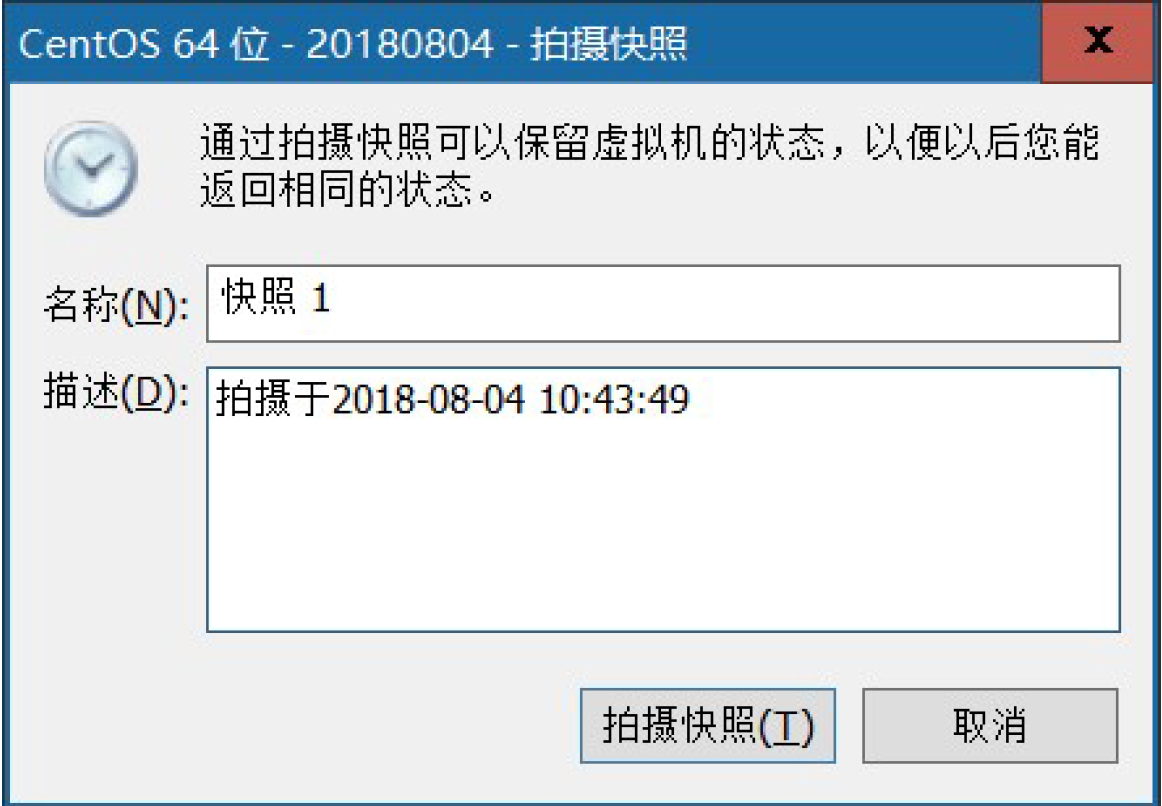 CentOS 64 位 - 20180804 - 拍摄快照
x
通过拍摄快照可以保留虚拟机的状态，以便以后您能
返回相同的状态。
名称(N): 快照 1
描述(D): 拍摄于2018-08-04 10:43:49
拍摄快照(T) 取消